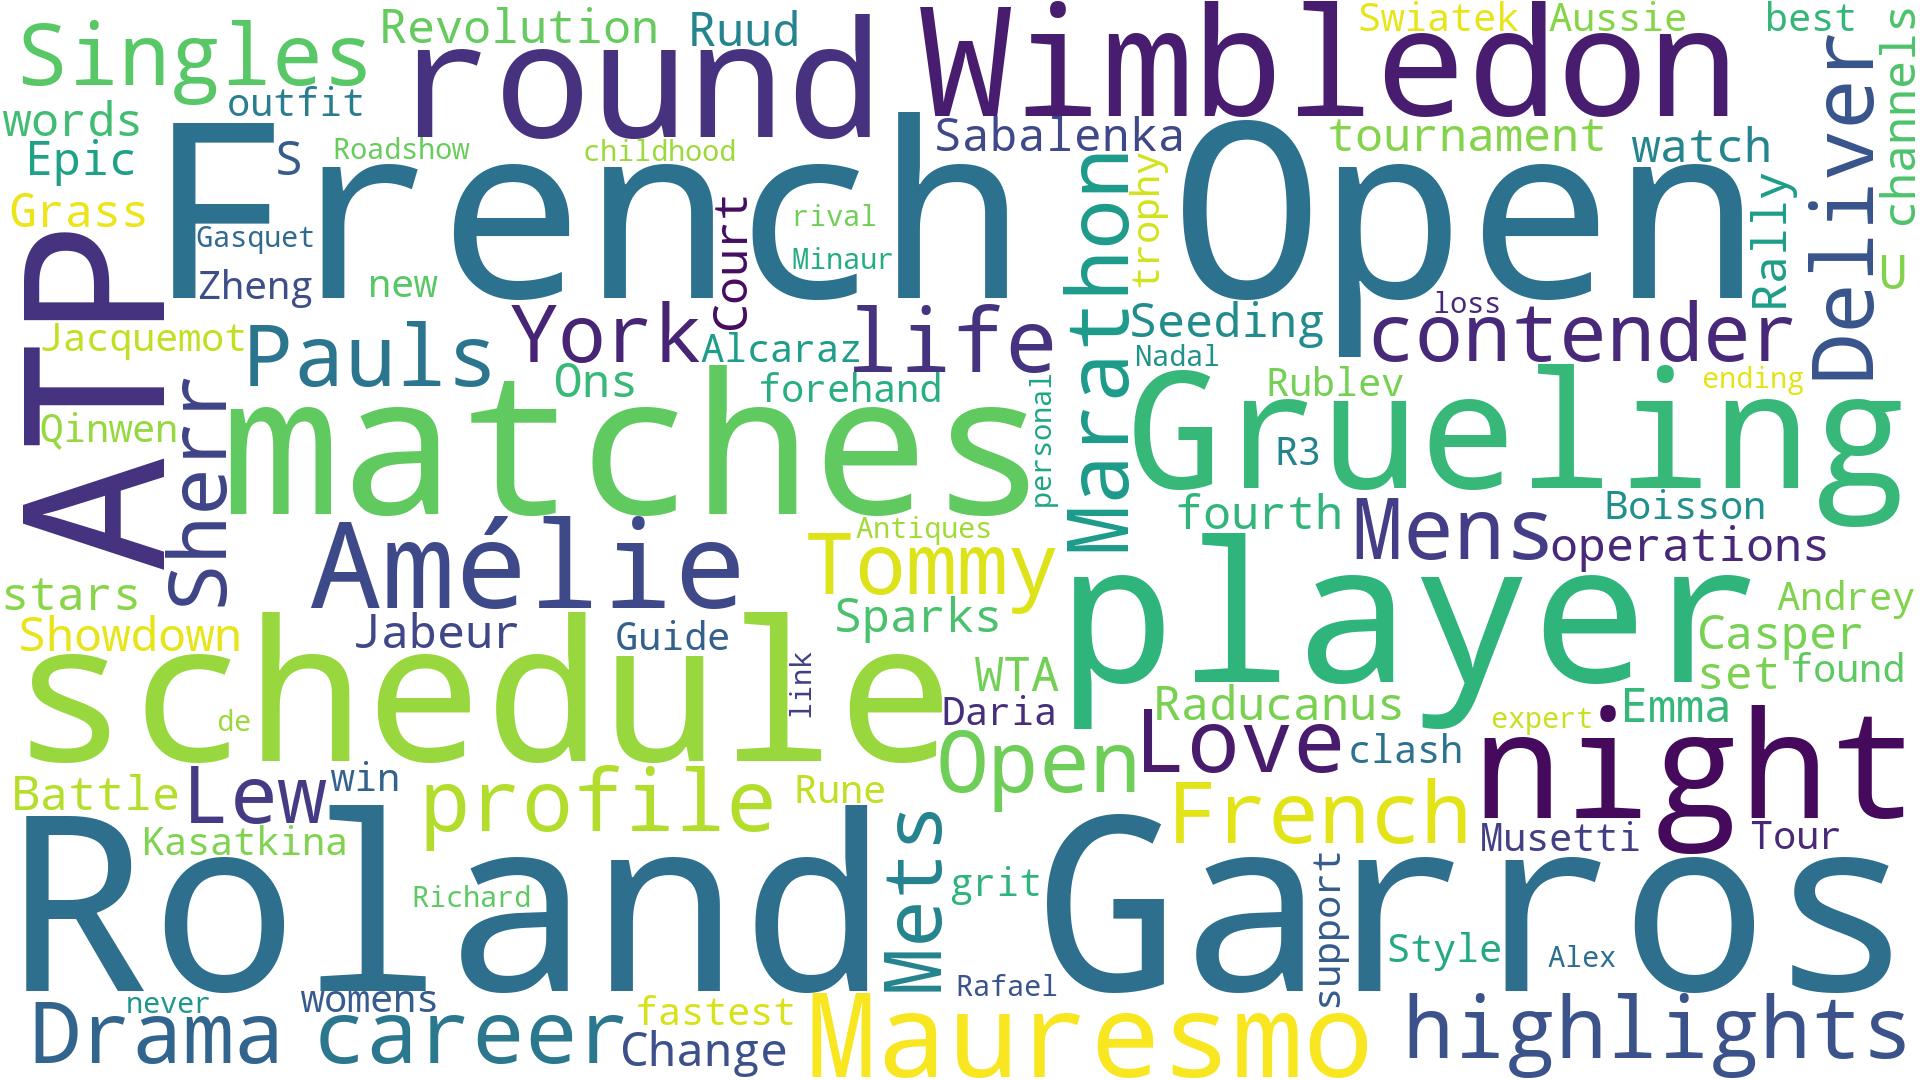 Singles
Revolution
Ruud
round
Wimbledon
Swiatek
Aussie
best
channels
words
outfit
Epic
S
Roadshow
childhood
Sabalenka
tournament
watch
Deliver
Grass
French
Open
Gasquet
Court
rival
Minaur
trophy
Rally
U
Zheng
new
Marathon
ATP
Jacquemot
Pauls
York
Alcaraz
life
Seeding
loss
contender
Nadal
Ons
forehand
Rublev
ending
Qinwen
Sherr
matches
personal
Grueling
R3
fourth
Mens
Boisson
operations
Amélie
Antiques
Tommy
stars
Showdown
Jabeur
Guide
Sparks
player
Andrey
Casper
set
found
schedule
de
link
WTA
Daria
Raducanus
expert
Emma
Open
Love
clash
night
Battle
Lew
win
profile
Rune
French
Kasatkina
Musetti
Tour
Roland
Garros
Richard
Mets
grit
support
Style
Alex
Rafael
never
womens
Drama
career
fastest
Change
Mauresmo
highlights